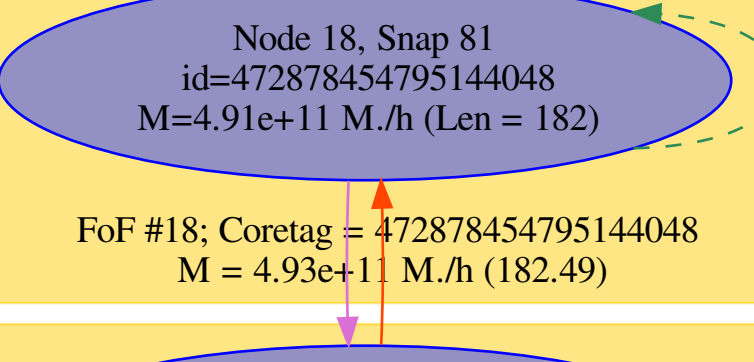 Node 18, Snap 81
id=472878454795144048
M=4.91e+11 M./h (Len = 182)
FoF #18; Coretag = 472878454795144048
M = 4.93e+11 M./h (182.49)